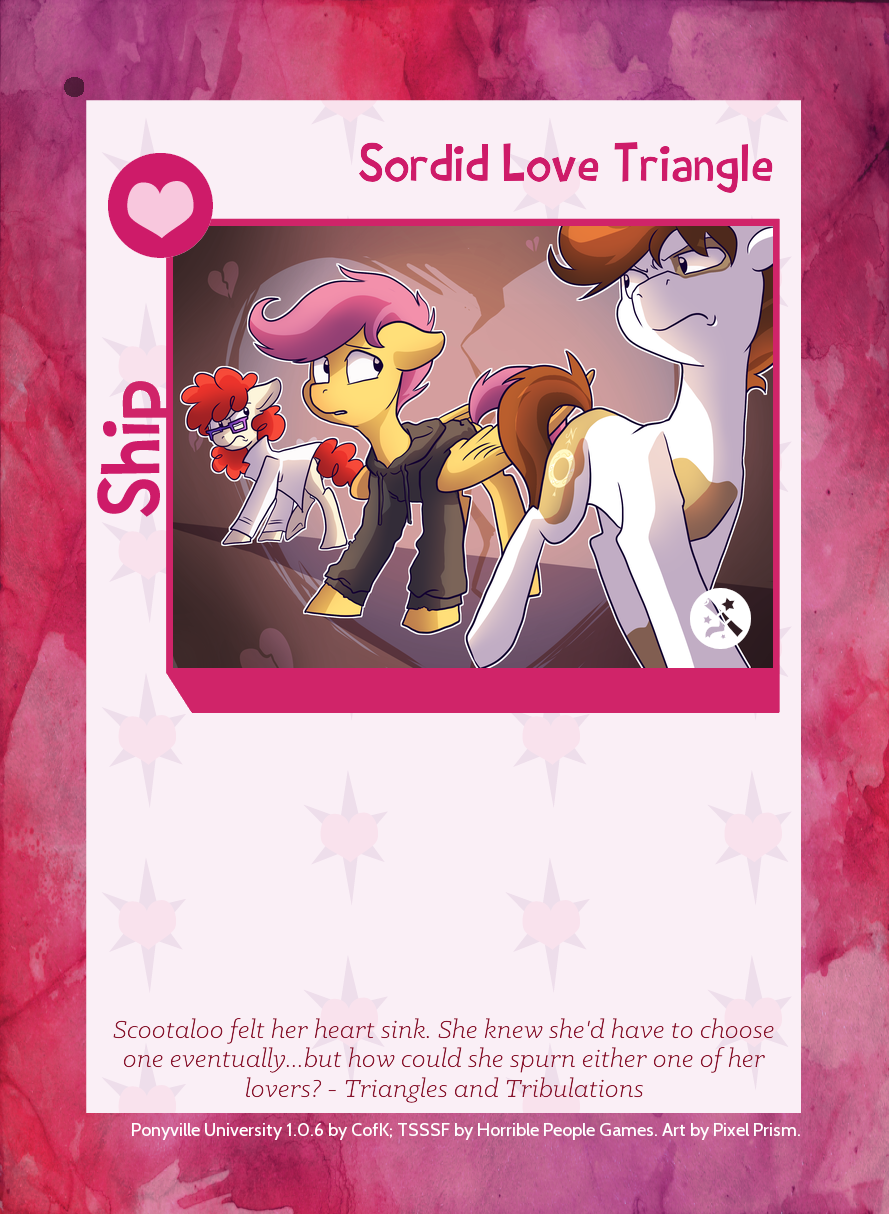 Sordid Love Triangle
Ship
Scootaloo felt her heart sink. She knew she'd have to choose
one eventually...but how could she spurn either one of her
lovers? - Triangles and Tribulations
Ponyville University 1.0.6 by CofK; TSSSF by Horrible People Games. Art by Pixel Prism.